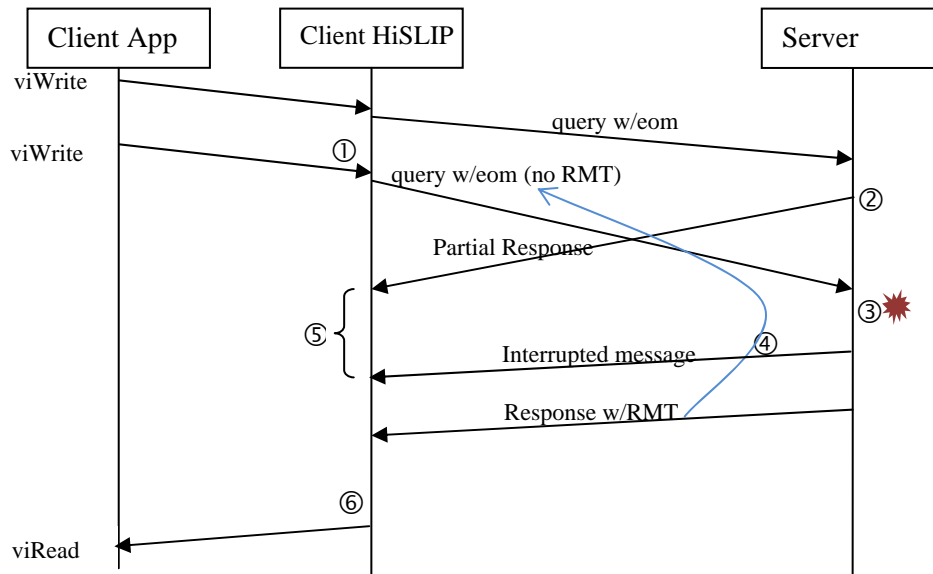 Client App
Client HiSLIP
Server
viWrite
query w/eom
viWrite
①
query w/eom (no RMT)
②
Partial Response
③
⑤
④
Interrupted message
Response w/RMT
⑥
viRead